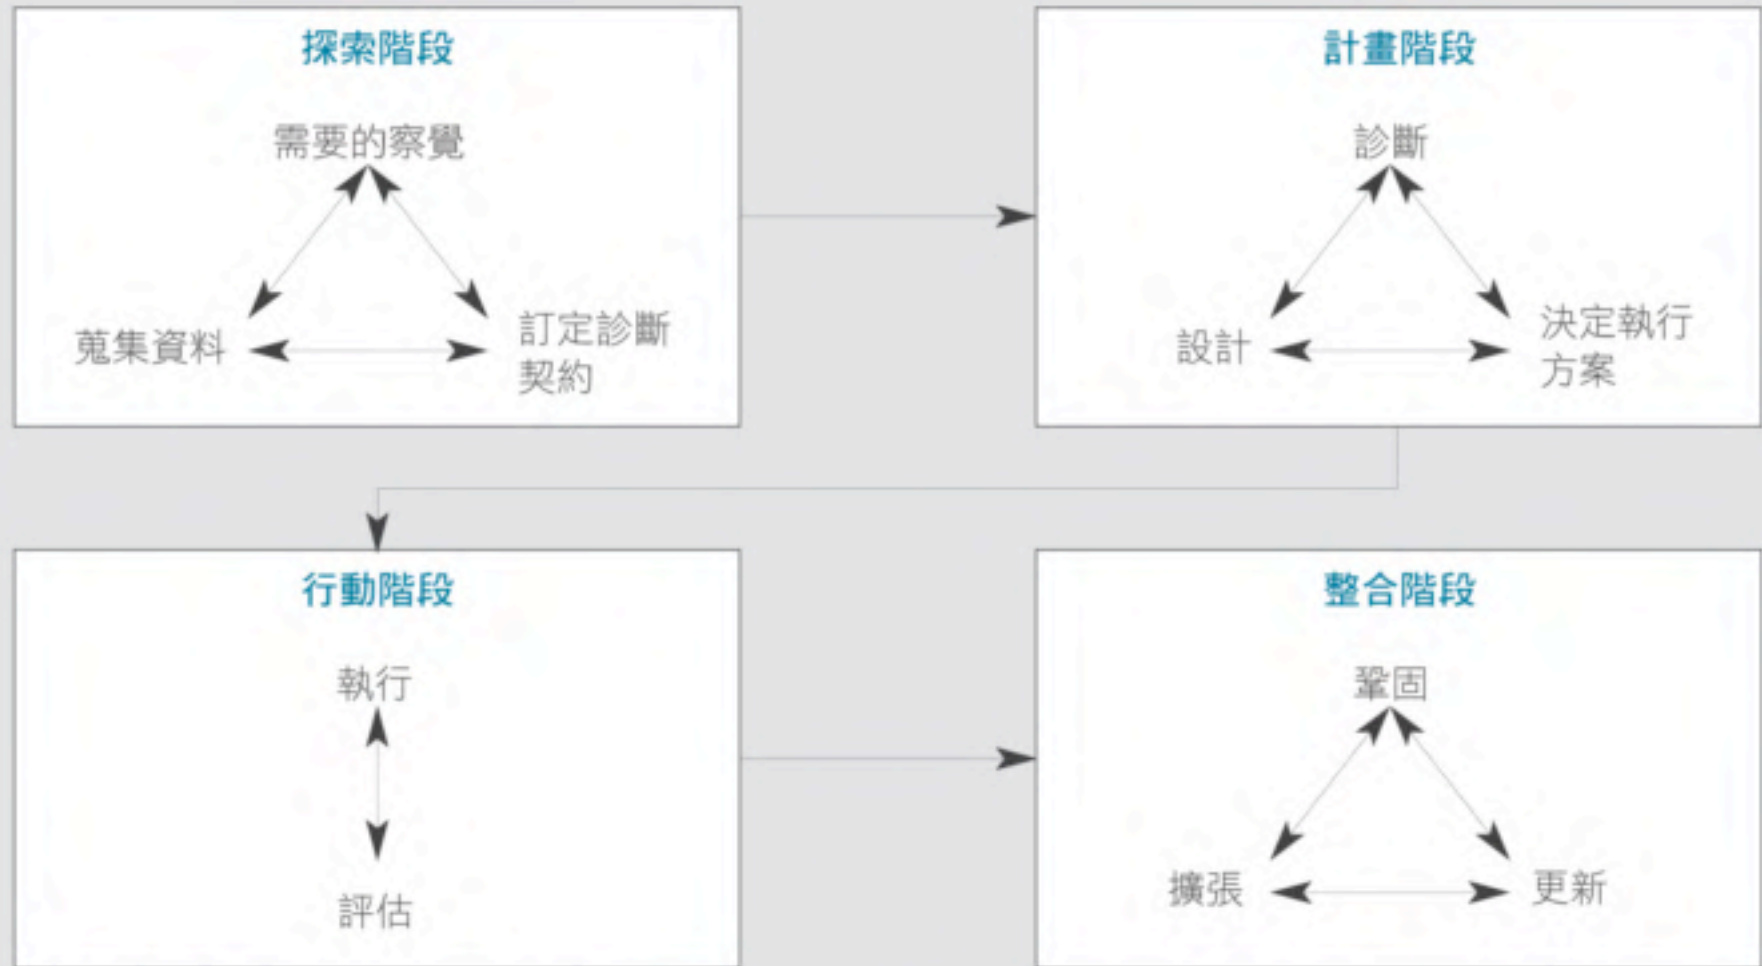 探索階段
需要的察覺
蒐集資料
訂定診斷
契約
計畫階段
診斷
設計
決定執行
方案
行動階段
執行
評估
整合階段
鞏固
擴張
更新